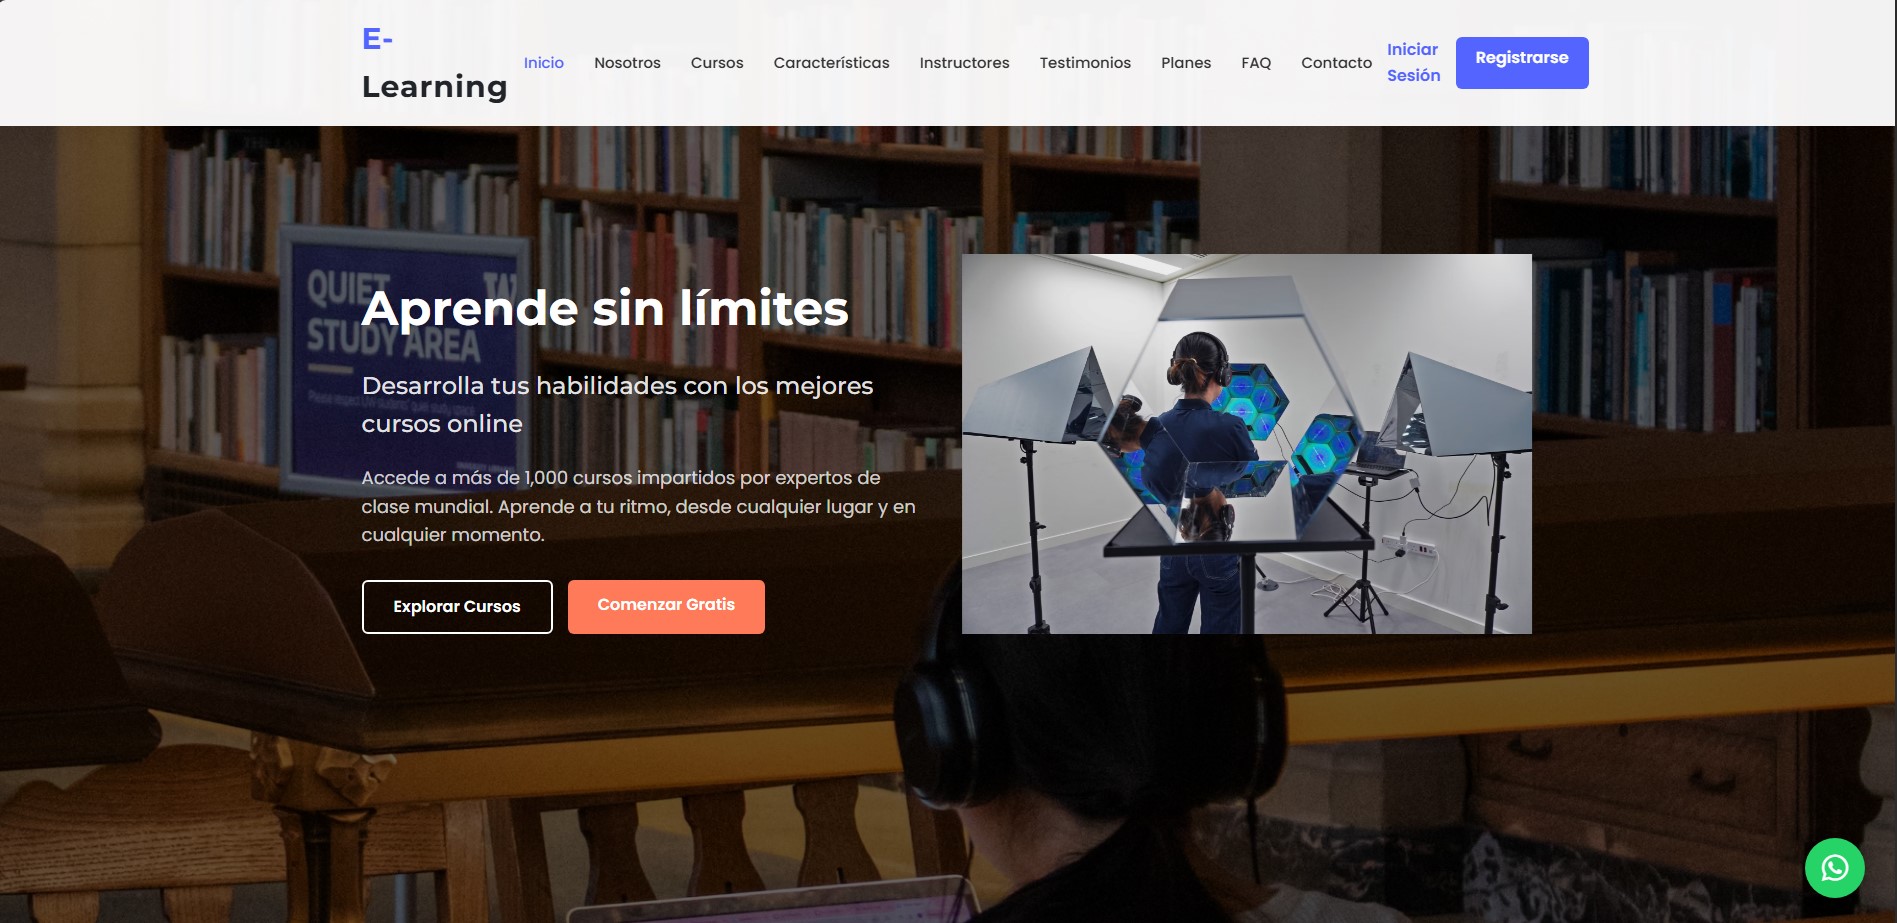 E-
Learning
Inicio Nosotros Cursos Características Instructores Testimonios Planes FAQ Contacto
Iniciar
Sesión
Registrarse
QUIET
STUDY AREA
Aprende sin límites
Desarrolla tus habilidades con los mejores
cursos online
Accede a más de 1,000 cursos impartidos por expertos de
clase mundial. Aprende a tu ritmo, desde cualquier lugar y en
cualquier momento.
Explorar Cursos Comenzar Gratis